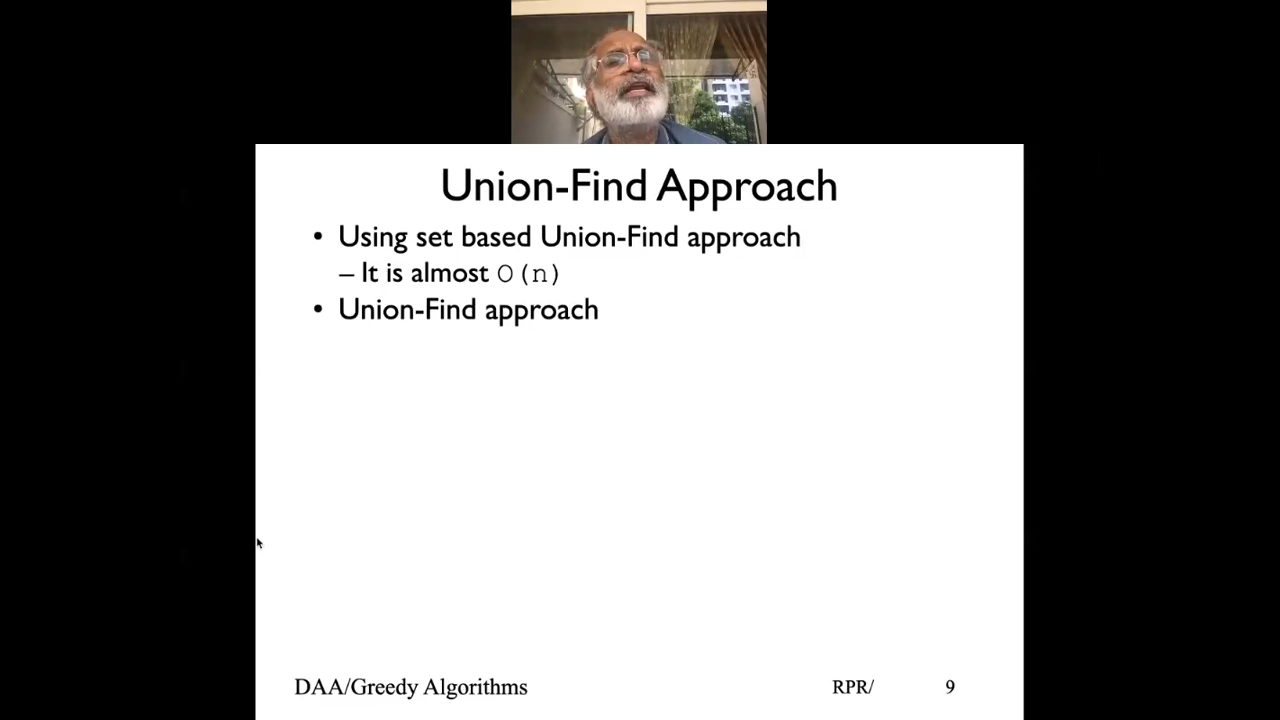 Union-Find Approach
• Using set based Union-Find approach
– It is almost O(n)
• Union-Find approach
DAA/Greedy Algorithms RPR/ 9